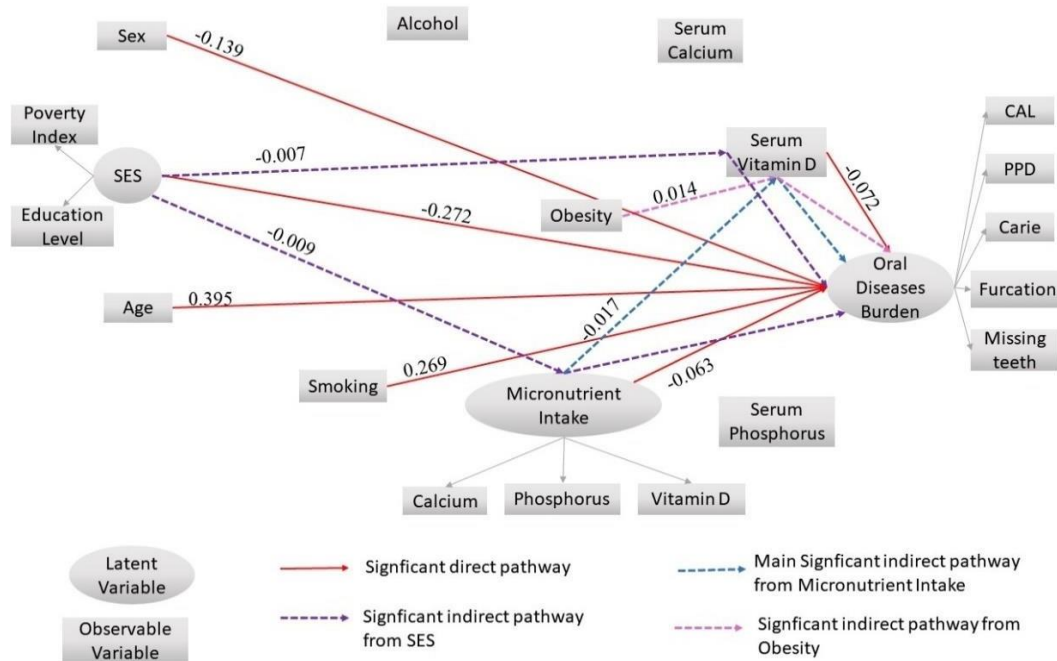 Alcohol
Serum
Calcium
Sex
-0.139
Poverty
Index
SES
Education
Level
-0.007
-0.272
-0.009
Serum
Vitamin D
-0.072
Obesity
0.014
CAL
PPD
Carie
Furcation
Missing
teeth
Oral
Diseases
Burden
Age
0.395
-0.017
Smoking
0.269
-0.063
Micronutrient
Intake
Serum
Phosphorus
Calcium
Phosphorus
Vitamin D
Latent
Variable
Observable
Variable
Signficant direct pathway
Signficant indirect pathway
from SES
Main Signficant indirect pathway
from Micronutrient Intake
Signficant indirect pathway from
Obesity